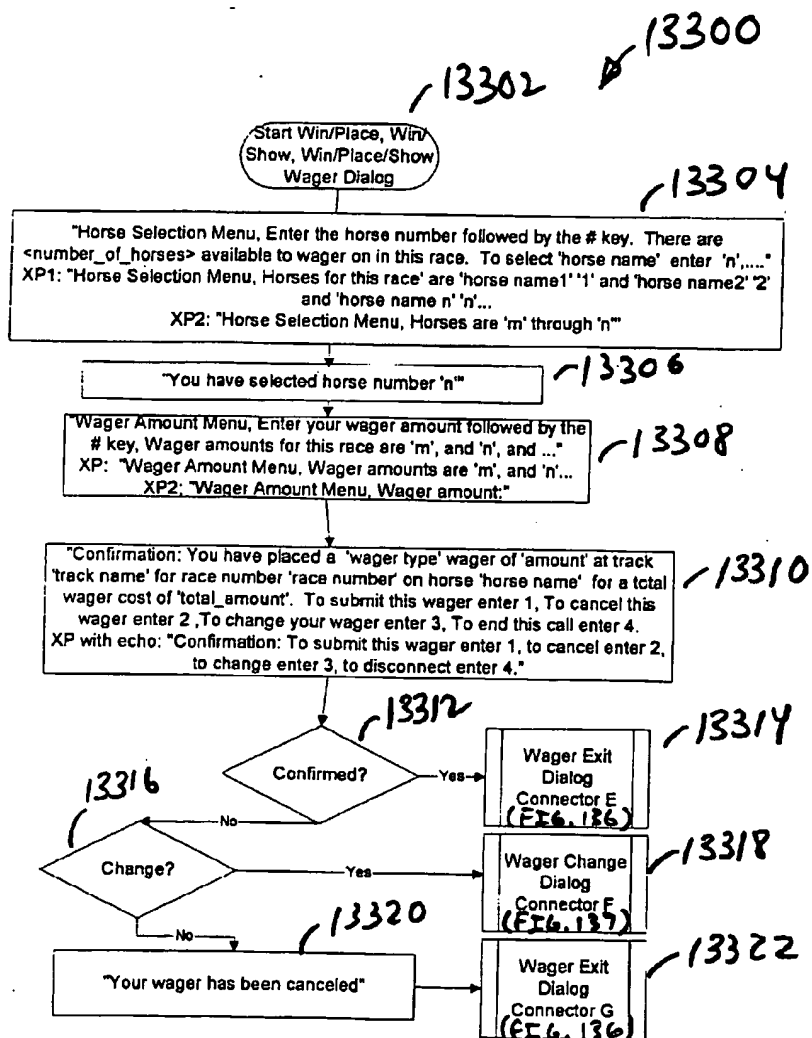 13300
13302
Start Win/Place, Win/
Show, Win/Place/Show
Wager Dialog
13304
"Horse Selection Menu, Enter the horse number followed by the # key. There are
<number_of_horses> available to wager on in this race. To select 'horse name' enter 'n',...."
XP1: "Horse Selection Menu, Horses for this race' are 'horse name1' '1' and 'horse name2' '2'
and 'horse name n' 'n'...
XP2: "Horse Selection Menu, Horses are 'm' through 'n'"
"You have selected horse number 'n'"
13306
"Wager Amount Menu, Enter your wager amount followed by the
# key, Wager amounts for this race are 'm', and 'n', and ..."
XP: "Wager Amount Menu, Wager amounts are 'm', and 'n'...
XP2: "Wager Amount Menu, Wager amount:"
13308
"Confirmation: You have placed a 'wager type' wager of 'amount' at track
'track name' for race number 'race number' on horse 'horse name' for a total
wager cost of 'total_amount'. To submit this wager enter 1, To cancel this
wager enter 2 ,To change your wager enter 3, To end this call enter 4.
XP with echo: "Confirmation: To submit this wager enter 1, to cancel enter 2,
to change enter 3, to disconnect enter 4."
13310
13312
Confirmed?
Yes
13314
Wager Exit
Dialog
Connector E
(FIG. 136)
No
13316
Change?
Yes
13318
Wager Change
Dialog
Connector F
(FIG. 137)
No
13320
"Your wager has been canceled"
13322
Wager Exit
Dialog
Connector G
(FIG. 136)